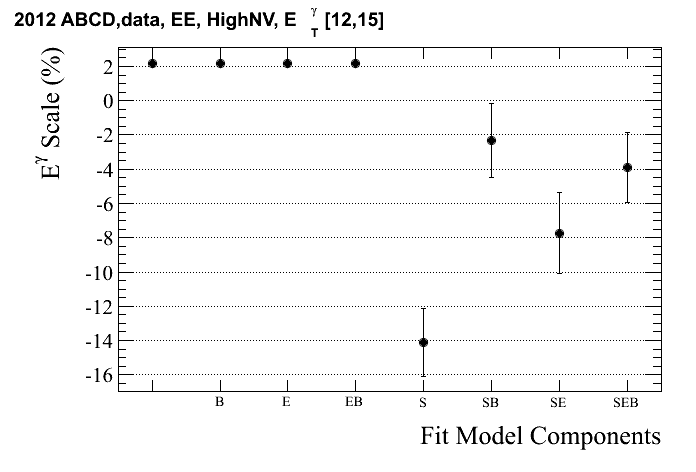 2012 ABCD,data, EE, HighNV, E γ T [12,15]
E γ Scale (%)
2
0
-2
-4
-6
-8
-10
-12
-14
-16
B E EB S SB SE SEB
Fit Model Components